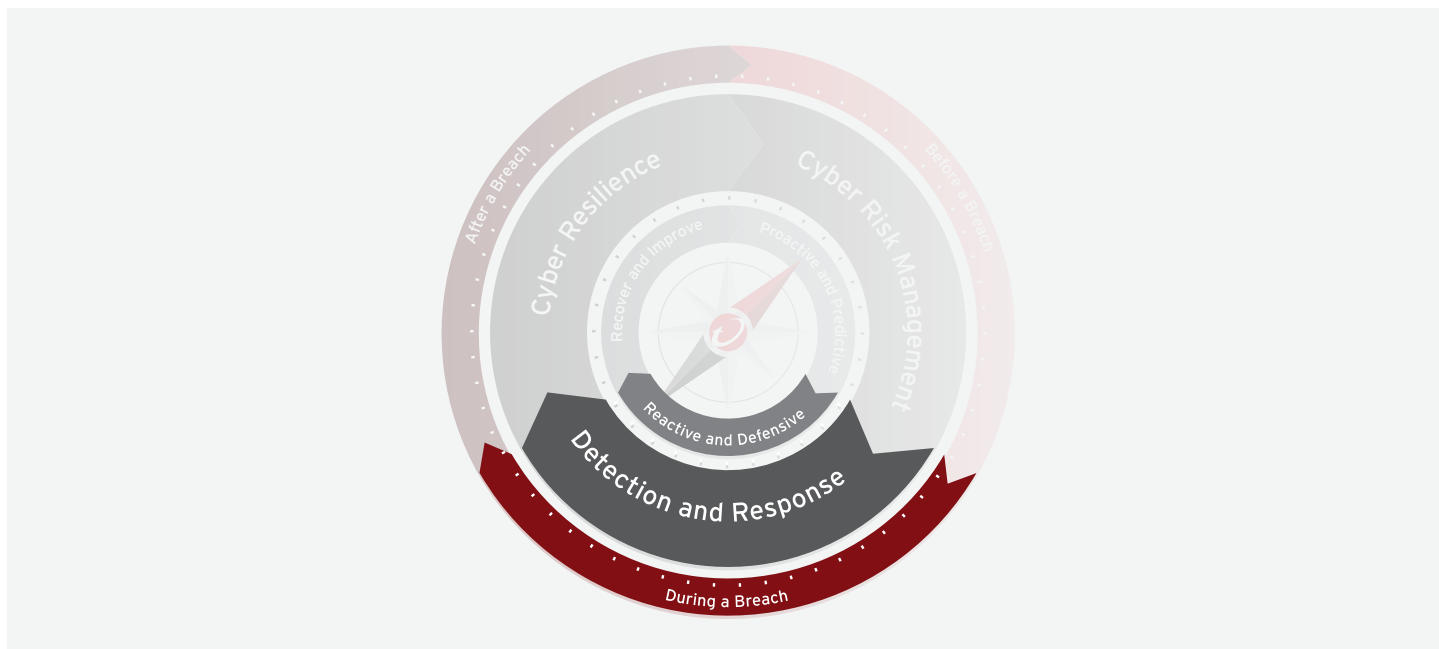 After a Breach
Before a Breach
Cyber Resilience
Cyber Risk Management
Recover and Improve
Proactive and Predictive
Reactive and Defensive
Detection and Response
During a Breach